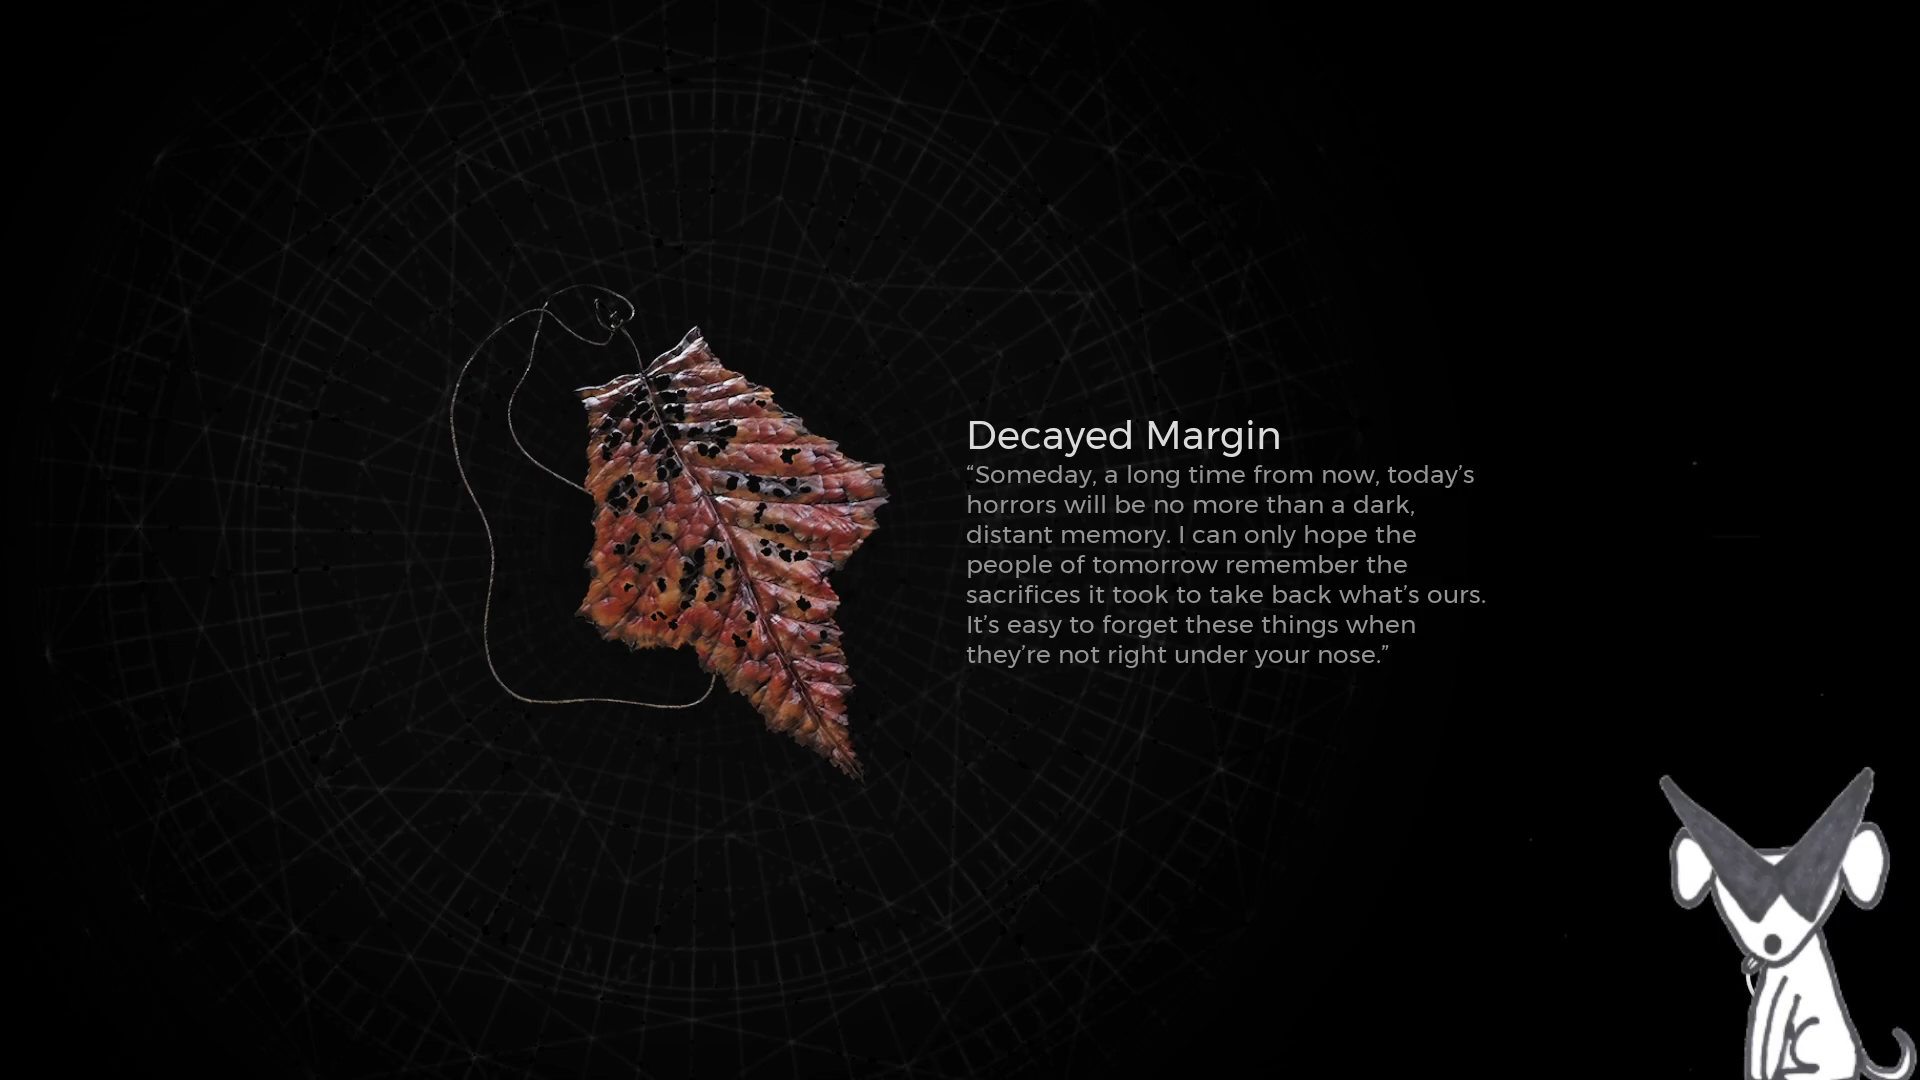 Decayed Margin
“Someday, a long time from now, today’s
horrors will be no more than a dark,
distant memory. I can only hope the
people of tomorrow remember the
sacrifices it took to take back what’s ours.
It’s easy to forget these things when
they’re not right under your nose.”